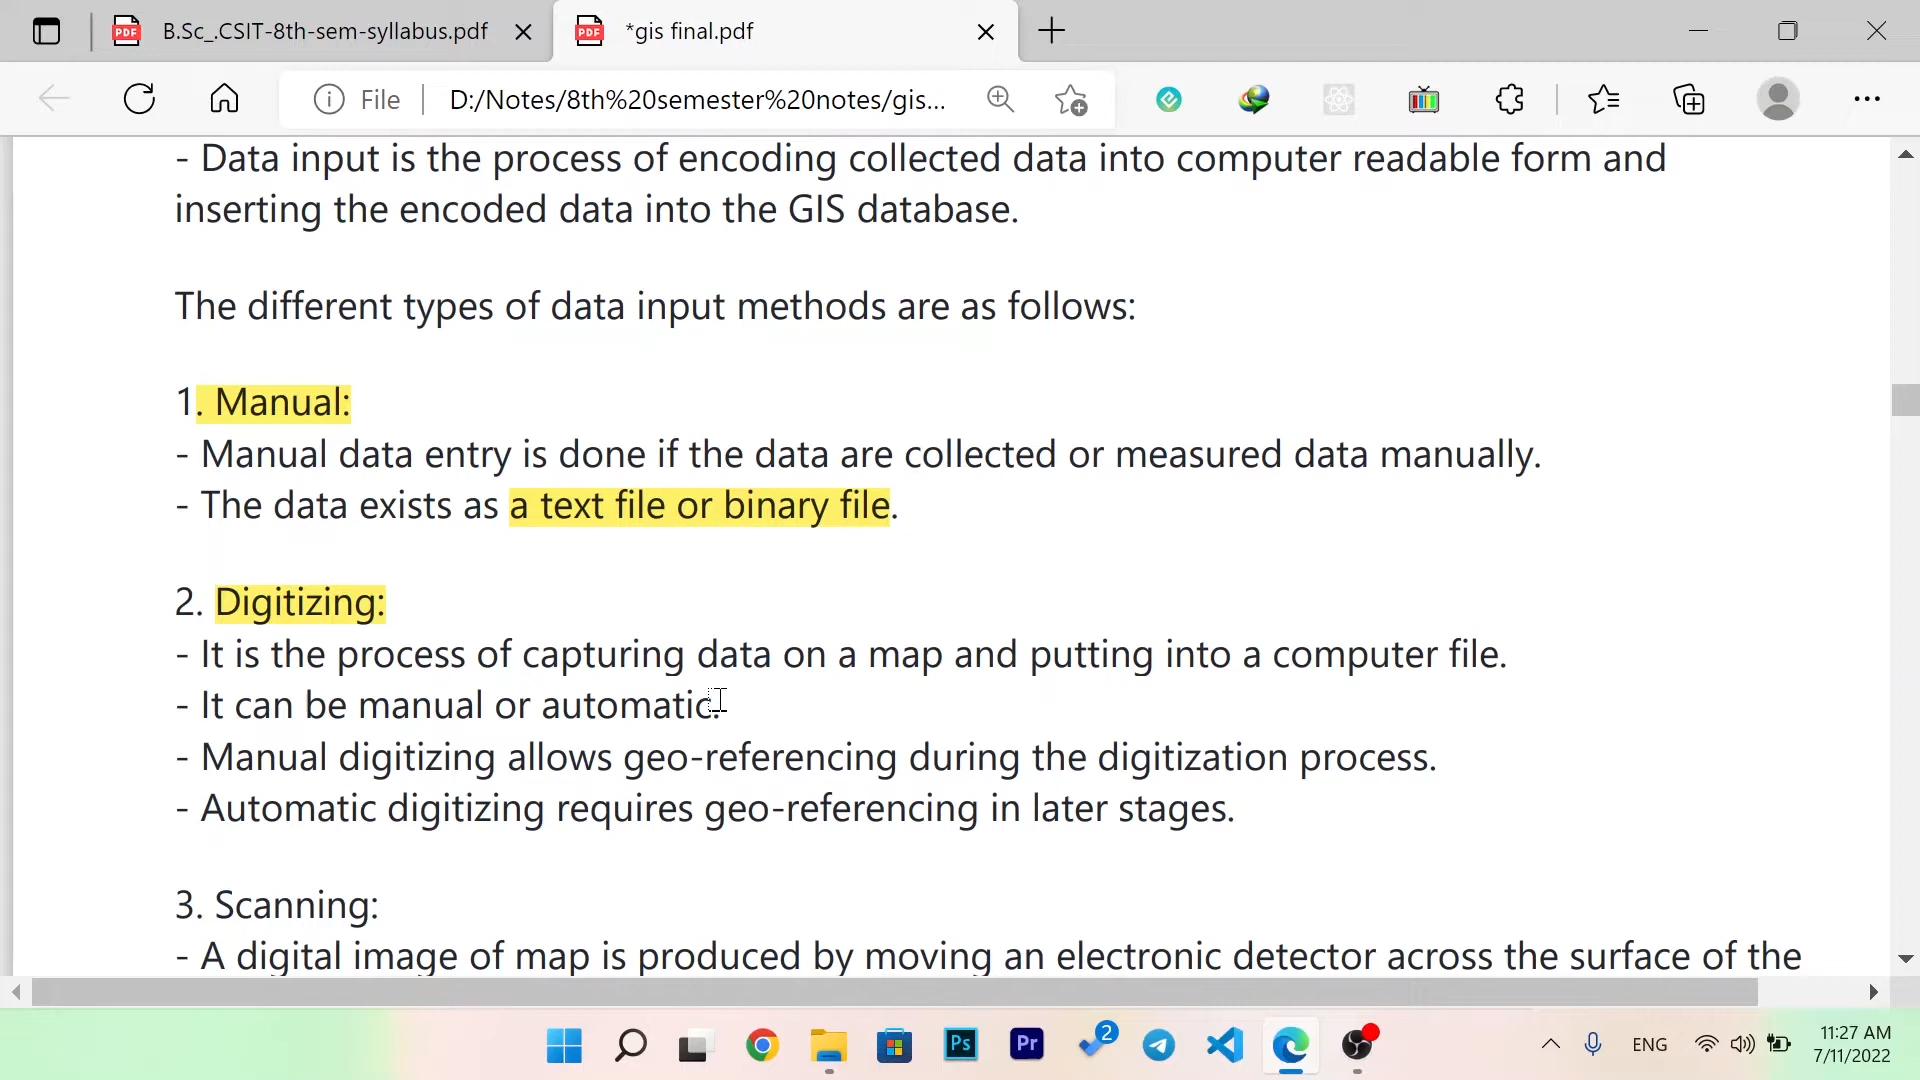 B.Sc_.CSIT-8th-sem-syllabus.pdf
*gis final.pdf
File
D:/Notes/8th%20semester%20notes/gis...
- Data input is the process of encoding collected data into computer readable form and
inserting the encoded data into the GIS database.
The different types of data input methods are as follows:
1. Manual:
- Manual data entry is done if the data are collected or measured data manually.
- The data exists as a text file or binary file.
2. Digitizing:
- It is the process of capturing data on a map and putting into a computer file.
- It can be manual or automatic.
- Manual digitizing allows geo-referencing during the digitization process.
- Automatic digitizing requires geo-referencing in later stages.
3. Scanning:
- A digital image of map is produced by moving an electronic detector across the surface of the
Ps
Pr
2
ENG
11:27 AM
7/11/2022